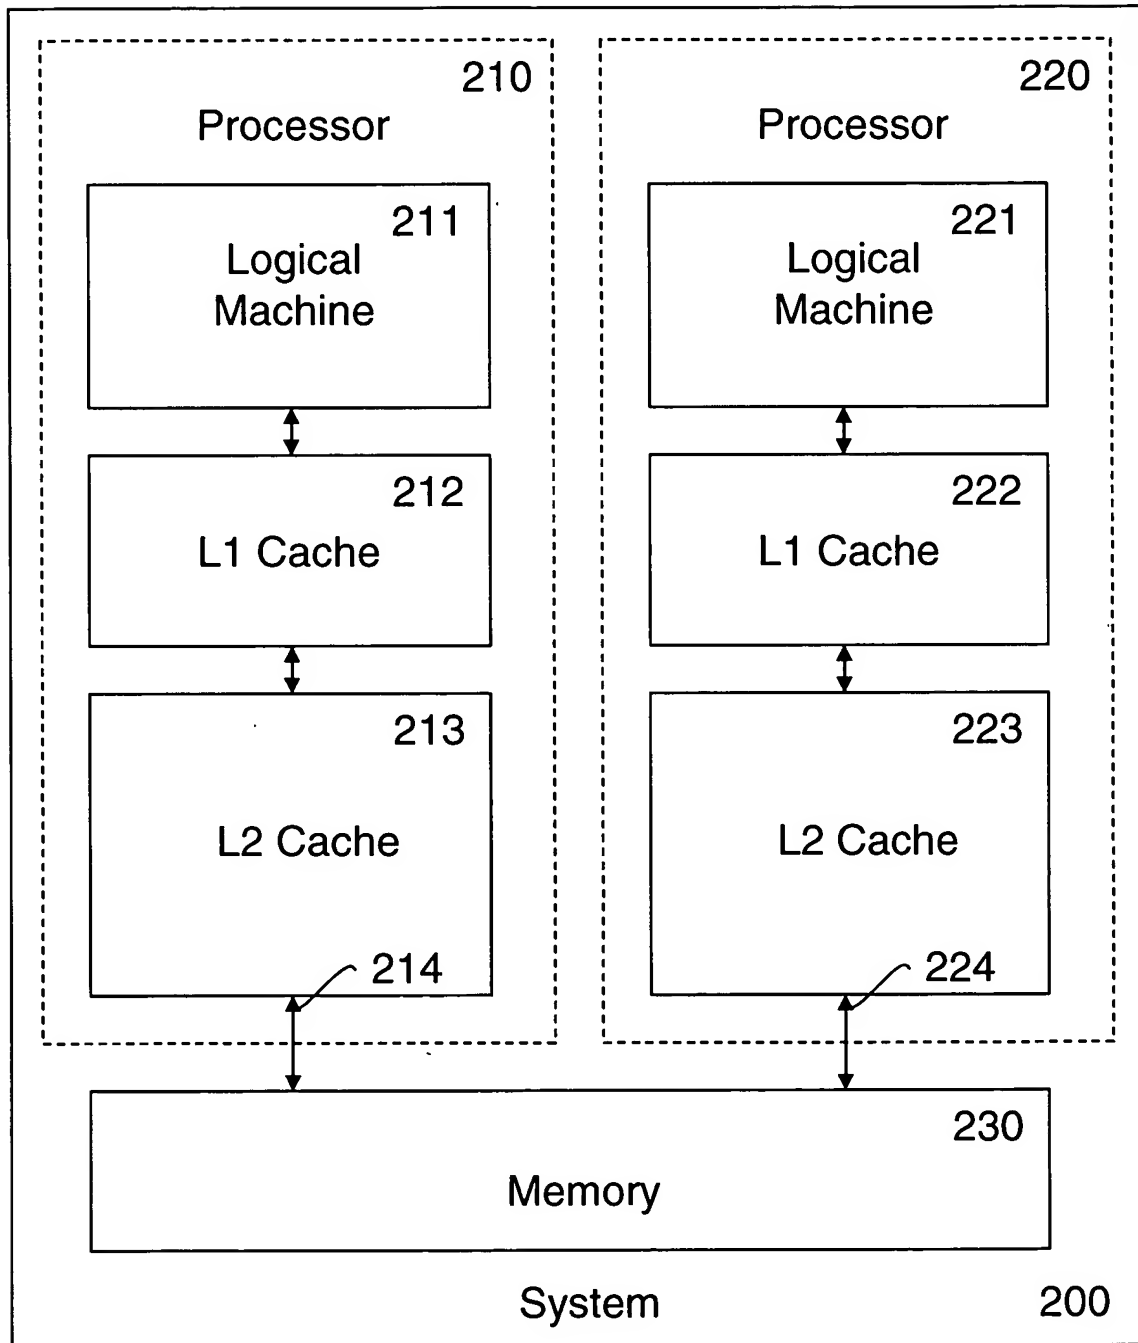 210
Processor
211
Logical
Machine
212
L1 Cache
213
L2 Cache
214
220
Processor
221
Logical
Machine
222
L1 Cache
223
L2 Cache
224
230
Memory
System
200